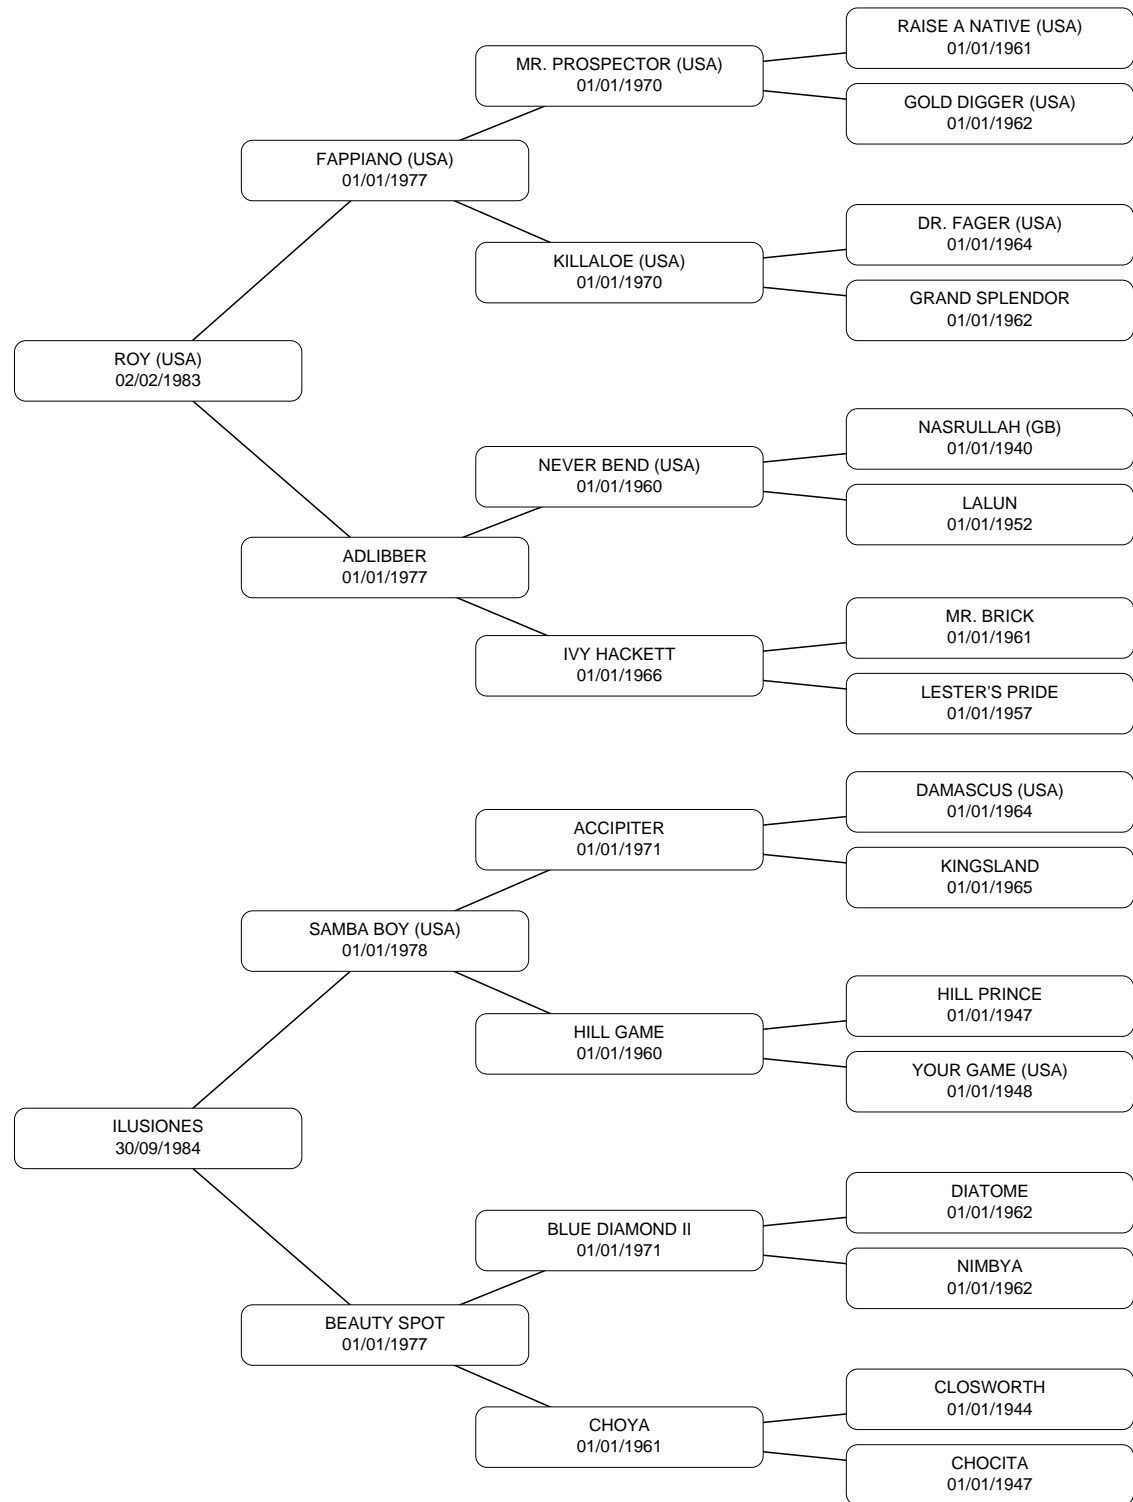 RAISE A NATIVE (USA)
01/01/1961
MR. PROSPECTOR (USA)
01/01/1970
GOLD DIGGER (USA)
01/01/1962
FAPPIANO (USA)
01/01/1977
DR. FAGER (USA)
01/01/1964
KILLALOE (USA)
01/01/1970
GRAND SPLENDOR
01/01/1962
ROY (USA)
02/02/1983
NASRULLAH (GB)
01/01/1940
NEVER BEND (USA)
01/01/1960
LALUN
01/01/1952
ADLIBBER
01/01/1977
MR. BRICK
01/01/1961
IVY HACKETT
01/01/1966
LESTER'S PRIDE
01/01/1957
DAMASCUS (USA)
01/01/1964
ACCIPITER
01/01/1971
KINGSLAND
01/01/1965
SAMBA BOY (USA)
01/01/1978
HILL PRINCE
01/01/1947
HILL GAME
01/01/1960
YOUR GAME (USA)
01/01/1948
ILUSIONES
30/09/1984
DIATOME
01/01/1962
BLUE DIAMOND II
01/01/1971
NIMBYA
01/01/1962
BEAUTY SPOT
01/01/1977
CLOSWORTH
01/01/1944
CHOYA
01/01/1961
CHOCITA
01/01/1947